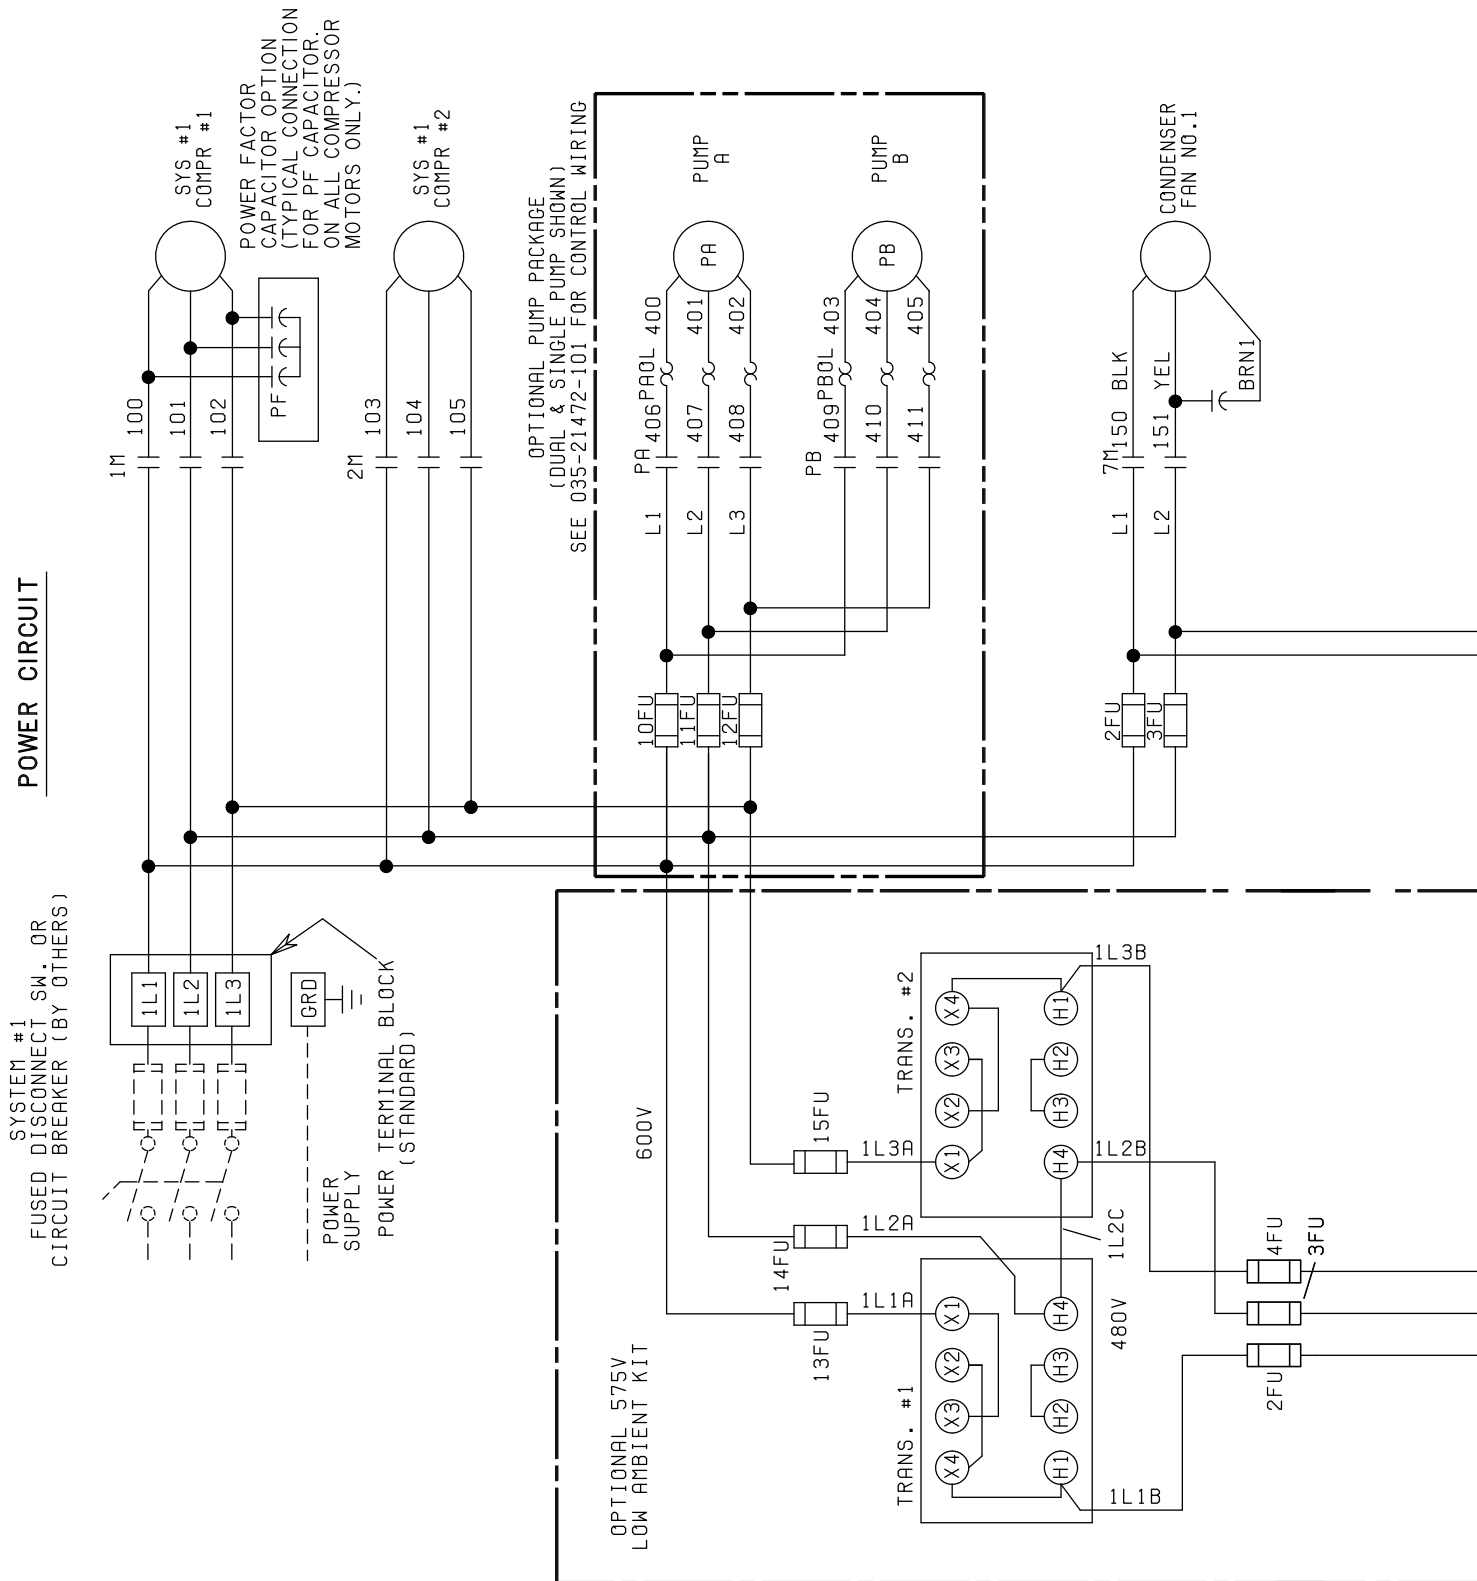 POWER CIRCUIT
SYSTEM #1
FUSED DISCONNECT SW. OR
CIRCUIT BREAKER (BY OTHERS)
1L1
1L2
1L3
GRD
POWER
SUPPLY
POWER TERMINAL BLOCK
(STANDARD)
1M
100
101
102
PF
SYS #1
COMPR #1
POWER FACTOR
CAPACITOR OPTION
(TYPICAL CONNECTION
FOR PF CAPACITOR.
ON ALL COMPRESSOR
MOTORS ONLY.)
2M
103
104
105
SYS #1
COMPR #2
OPTIONAL PUMP PACKAGE
(DUAL & SINGLE PUMP SHOWN)
SEE 035-21472-101 FOR CONTROL WIRING
10FU
11FU
12FU
L1
L2
L3
PA
406
407
408
PAOL
400
401
402
PA
PUMP
A
PB
409
410
411
PBOL
403
404
405
PB
PUMP
B
2FU
3FU
L1
L2
7M
150 BLK
151 YEL
BRN1
CONDENSER
FAN NO.1
OPTIONAL 575V
LOW AMBIENT KIT
600V
13FU
14FU
15FU
1L1A
1L2A
1L3A
TRANS. #1
X4
X3
X2
X1
H1
H2
H3
H4
TRANS. #2
X1
X2
X3
X4
H4
H3
H2
H1
480V
1L2C
1L1B
1L2B
1L3B
2FU
4FU
3FU